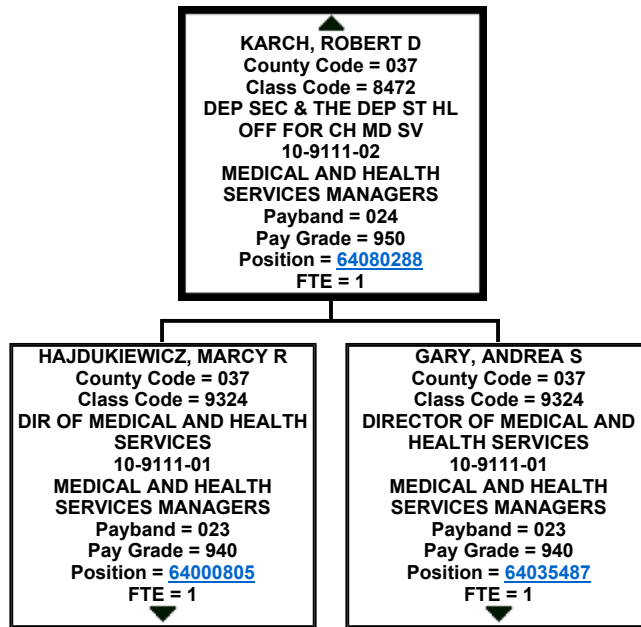 KARCH, ROBERT D
County Code = 037
Class Code = 8472
DEP SEC & THE DEP ST HL
OFF FOR CH MD SV
10-9111-02
MEDICAL AND HEALTH
SERVICES MANAGERS
Payband = 024
Pay Grade = 950
Position = 64080288
FTE = 1
HAJDUKIEWICZ, MARCY R
County Code = 037
Class Code = 9324
DIR OF MEDICAL AND HEALTH
SERVICES
10-9111-01
MEDICAL AND HEALTH
SERVICES MANAGERS
Payband = 023
Pay Grade = 940
Position = 64000805
FTE = 1
GARY, ANDREA S
County Code = 037
Class Code = 9324
DIRECTOR OF MEDICAL AND
HEALTH SERVICES
10-9111-01
MEDICAL AND HEALTH
SERVICES MANAGERS
Payband = 023
Pay Grade = 940
Position = 64035487
FTE = 1